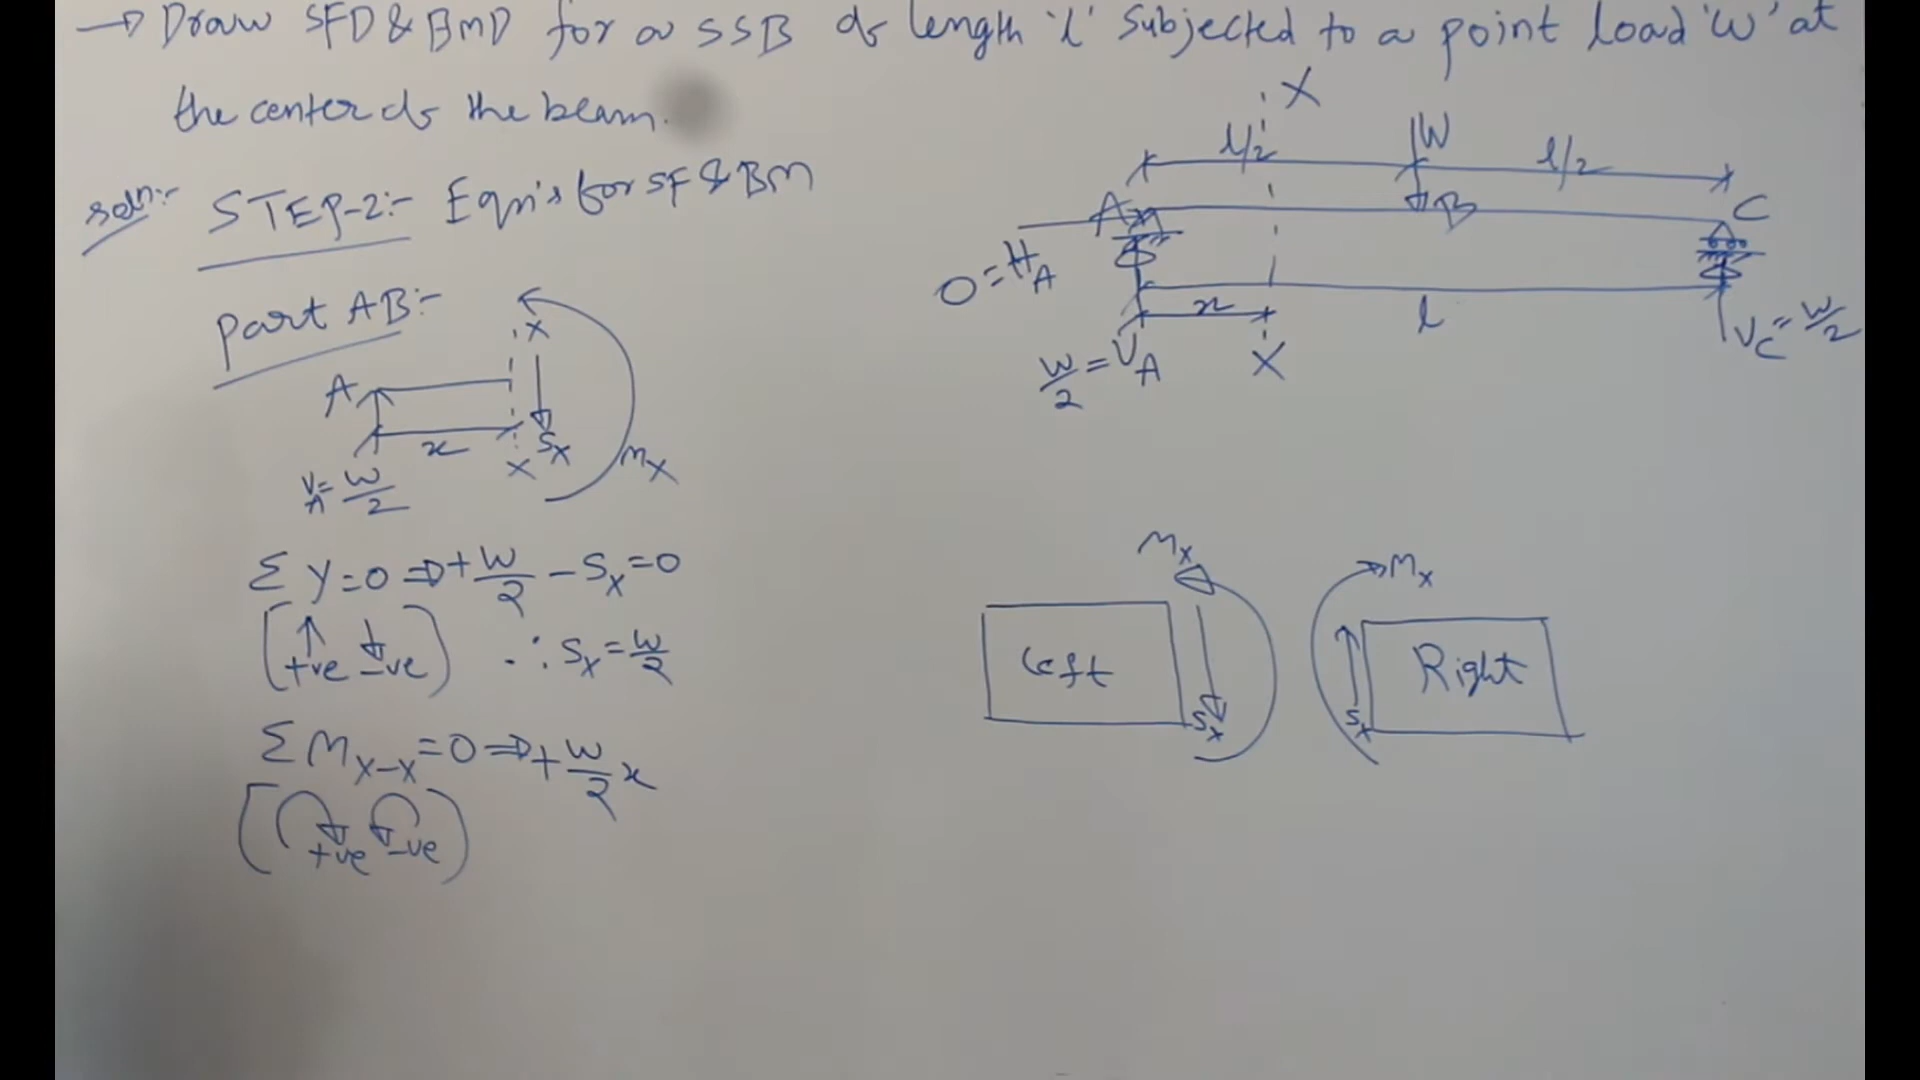 → Draw SFD & BMD for a SSB of length 'l' subjected to a point load 'W' at
the center of the beam.
soln:- STEP-2:- Eqn's for SF & BM
Part AB:-
A
X
x
Sx
X
Mx
VA = W/2
ΣY=0 ⇒ +W/2 - Sx = 0
[↑ +ve ↓ -ve] ∴ Sx = W/2
ΣMx-x = 0 ⇒ +W/2 x
[+ve -ve]
X
l/2
W
l/2
A
B
C
0 = HA
x
l
W/2 = VA
X
VC = W/2
Mx
Mx
Left
Sx
Sx
Right